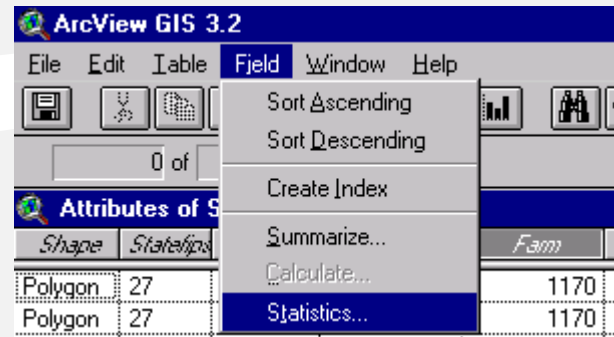 ArcView GIS 3.2
File Edit Table Field Window Help
Sort Ascending
Sort Descending
0 of
Create Index
Attributes of S
Summarize...
Shape Statefips Farm
Calculate...
Polygon 27 1170
Statistics...
Polygon 27 1170